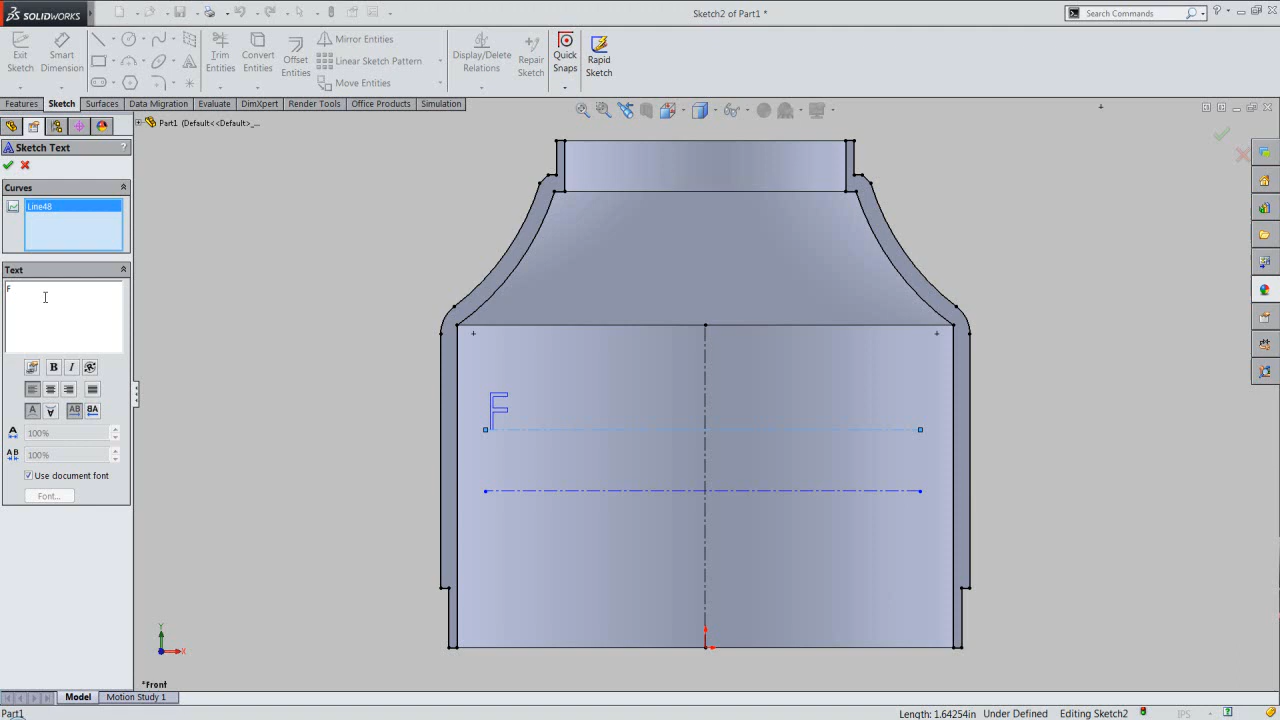 SOLIDWORKS
Sketch2 of Part1 *
Search Commands
Exit Sketch
Smart Dimension
Trim Entities
Convert Entities
Offset Entities
Mirror Entities
Linear Sketch Pattern
Move Entities
Display/Delete Relations
Repair Sketch
Quick Snaps
Rapid Sketch
Features
Sketch
Surfaces
Data Migration
Evaluate
DimXpert
Render Tools
Office Products
Simulation
Part1 (Default<<Default>_...
Sketch Text
?
Curves
Line48
Text
F
B
I
A
A
AB
BA
A
100%
AB
100%
Use document font
Font...
F
Y
X
*Front
Model
Motion Study 1
Part1
Length: 1.64254in
Under Defined
Editing Sketch2
IPS